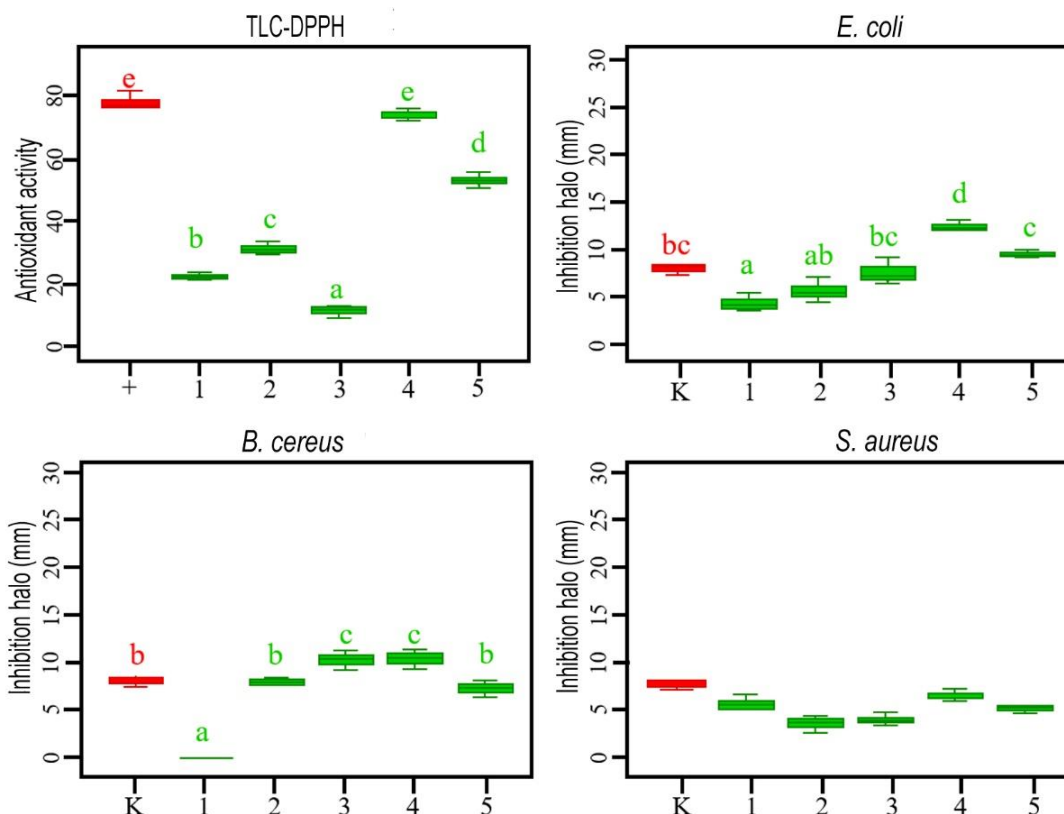 TLC-DPPH
Antioxidant activity
80
60
40
20
0
e
b
c
a
e
d
+ 1 2 3 4 5
E. coli
Inhibition halo (mm)
30
25
20
15
10
5
0
bc
a
ab
bc
d
c
K 1 2 3 4 5
B. cereus
Inhibition halo (mm)
30
25
20
15
10
5
0
b
a
b
c
c
b
K 1 2 3 4 5
S. aureus
Inhibition halo (mm)
30
25
20
15
10
5
0
K 1 2 3 4 5